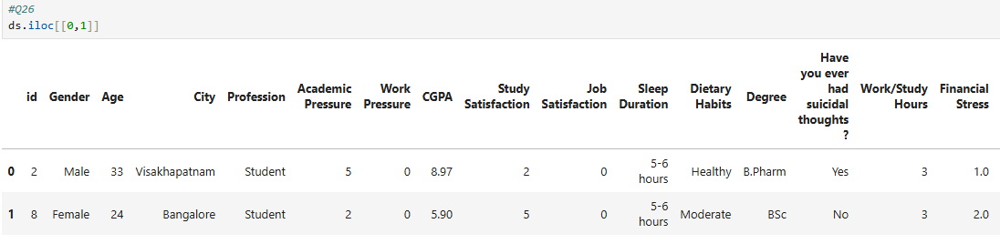 #Q26
ds.iloc[[0,1]]
id Gender Age City Profession Academic Pressure Work Pressure CGPA Study Satisfaction Job Satisfaction Sleep Duration Dietary Habits Degree Have you ever had suicidal thoughts ? Work/Study Hours Financial Stress
0 2 Male 33 Visakhapatnam Student 5 0 8.97 2 0 5-6 hours Healthy B.Pharm Yes 3 1.0
1 8 Female 24 Bangalore Student 2 0 5.90 5 0 5-6 hours Moderate BSc No 3 2.0